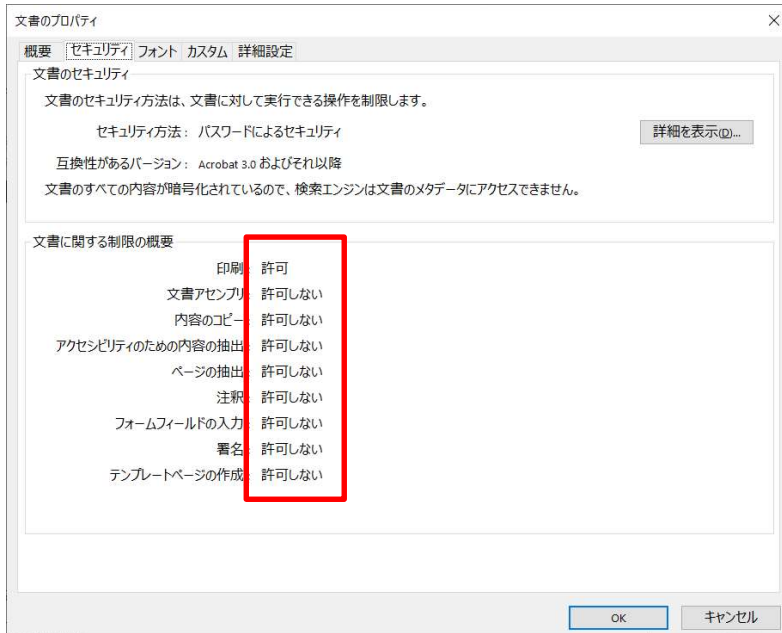 文書のプロパティ
概要 セキュリティ フォント カスタム 詳細設定
文書のセキュリティ
文書のセキュリティ方法は、文書に対して実行できる操作を制限します。
セキュリティ方法： パスワードによるセキュリティ 詳細を表示(D)...
互換性があるバージョン： Acrobat 3.0 およびそれ以降
文書のすべての内容が暗号化されているので、検索エンジンは文書のメタデータにアクセスできません。
文書に関する制限の概要
印刷： 許可
文書アセンブリ： 許可しない
内容のコピー： 許可しない
アクセシビリティのための内容の抽出： 許可しない
ページの抽出： 許可しない
注釈： 許可しない
フォームフィールドの入力： 許可しない
署名： 許可しない
テンプレートページの作成： 許可しない
OK キャンセル